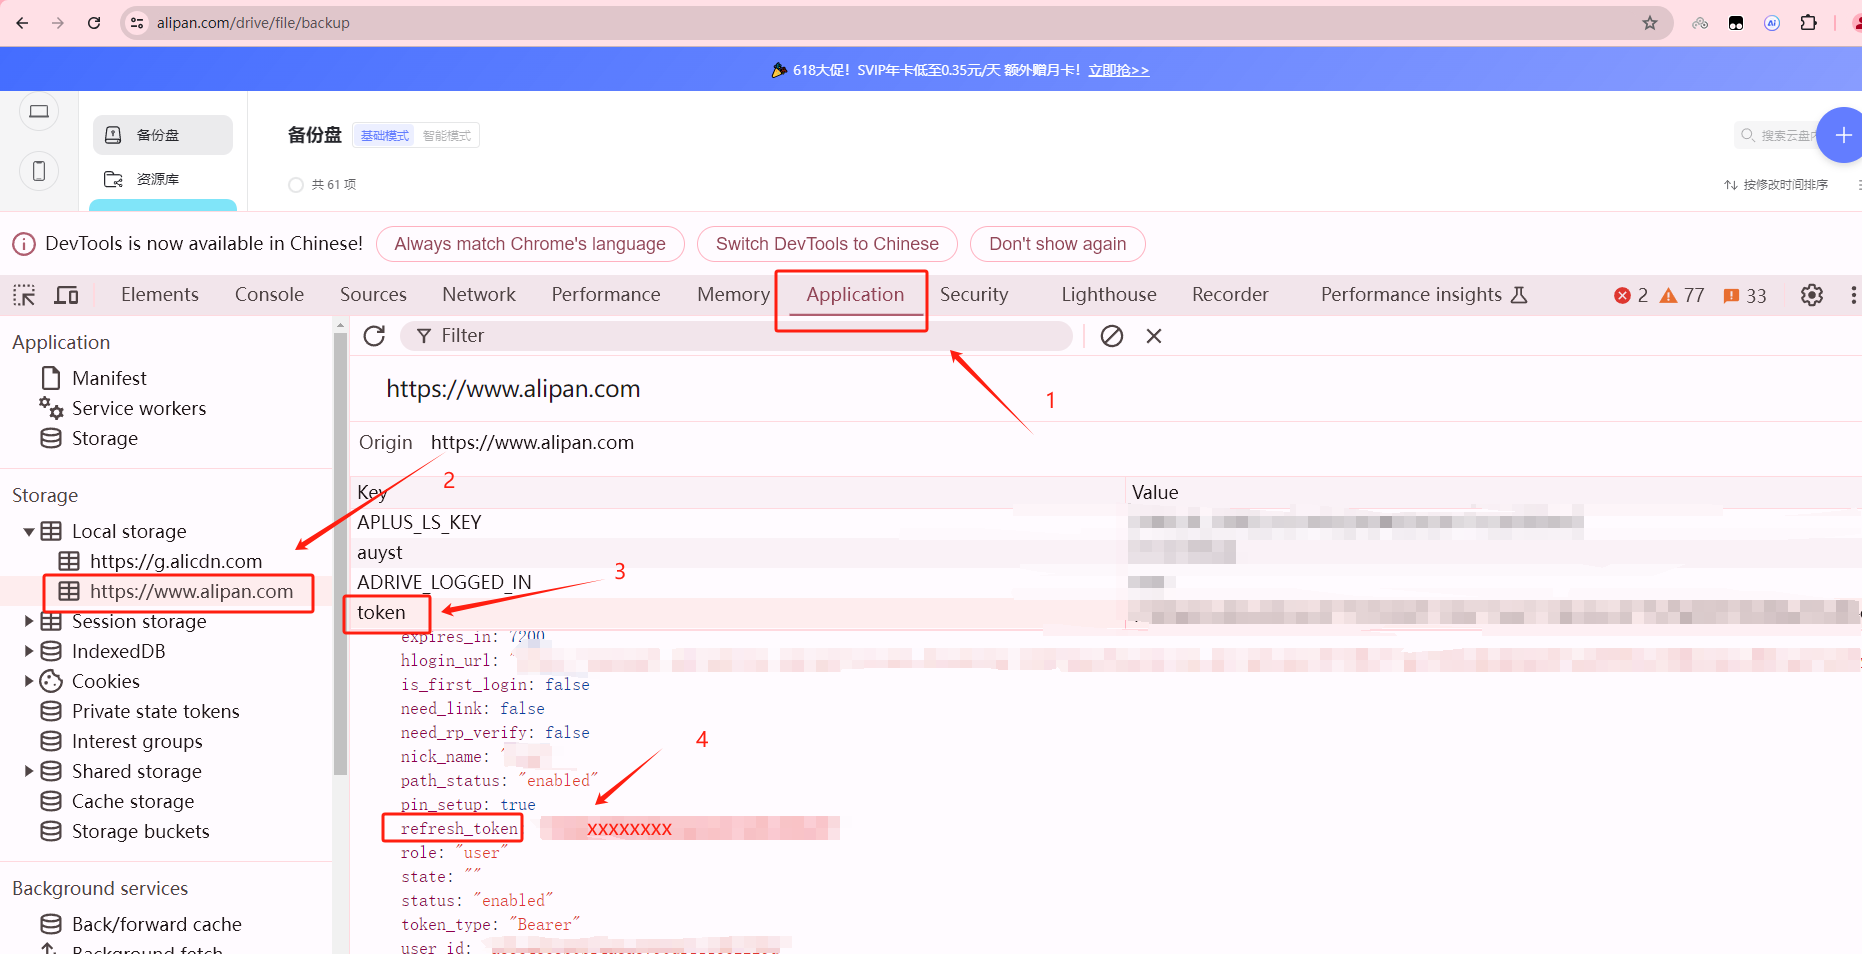 alipan.com/drive/file/backup
618大促！SVIP年卡低至0.35元/天 额外赠月卡！立即抢>>
备份盘
资源库
备份盘 基础模式 智能模式
搜索云盘
共 61 项
按修改时间排序
DevTools is now available in Chinese! Always match Chrome's language Switch DevTools to Chinese Don't show again
Elements Console Sources Network Performance Memory Application Security Lighthouse Recorder Performance insights 2 77 33
Filter
Application
Manifest
Service workers
Storage
Storage
Local storage
https://g.alicdn.com
https://www.alipan.com
Session storage
IndexedDB
Cookies
Private state tokens
Interest groups
Shared storage
Cache storage
Storage buckets
Background services
Back/forward cache
Background fetch
https://www.alipan.com
1
Origin https://www.alipan.com
2
Key Value
APLUS_LS_KEY
auyst
ADRIVE_LOGGED_IN
3
token
expires_in: 7200
hlogin_url: "
is_first_login: false
need_link: false
need_rp_verify: false
4
nick_name: "
path_status: "enabled"
pin_setup: true
refresh_token xxxxxxxx
role: "user"
state: ""
status: "enabled"
token_type: "Bearer"
user_id: